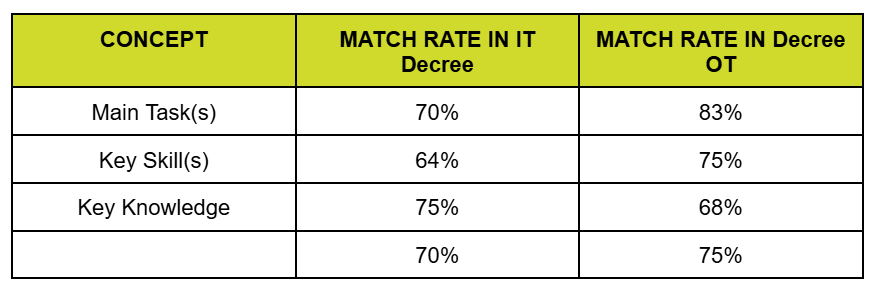 CONCEPT MATCH RATE IN IT MATCH RATE IN Decree
Decree OT
Main Task(s) 70% 83%
Key Skill(s) 64% 75%
Key Knowledge 75% 68%
70% 75%